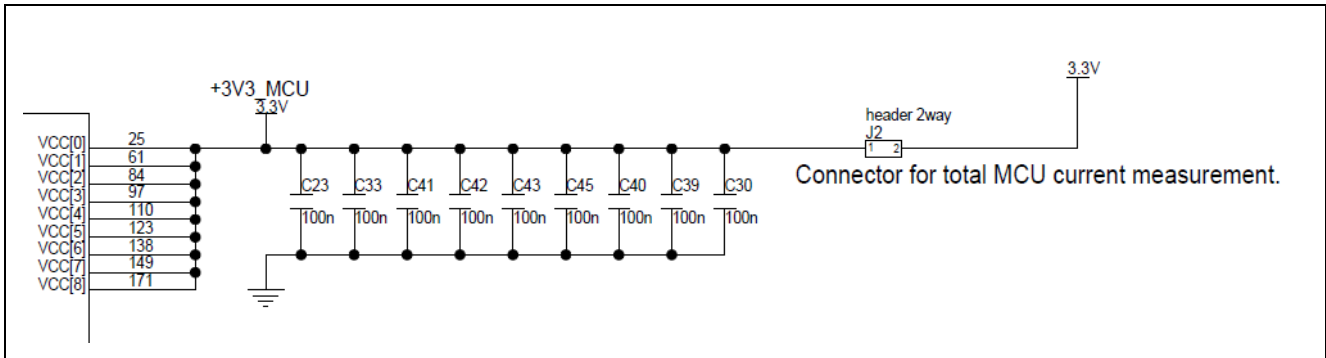 3.3V
+3V3_MCU
3.3V
header 2way
J2
1 2
Connector for total MCU current measurement.
VCC[0] 25
VCC[1] 61
VCC[2] 84
VCC[3] 97
VCC[4] 110
VCC[5] 123
VCC[6] 138
VCC[7] 149
VCC[8] 171
C23 C33 C41 C42 C43 C45 C40 C39 C30
100n 100n 100n 100n 100n 100n 100n 100n 100n